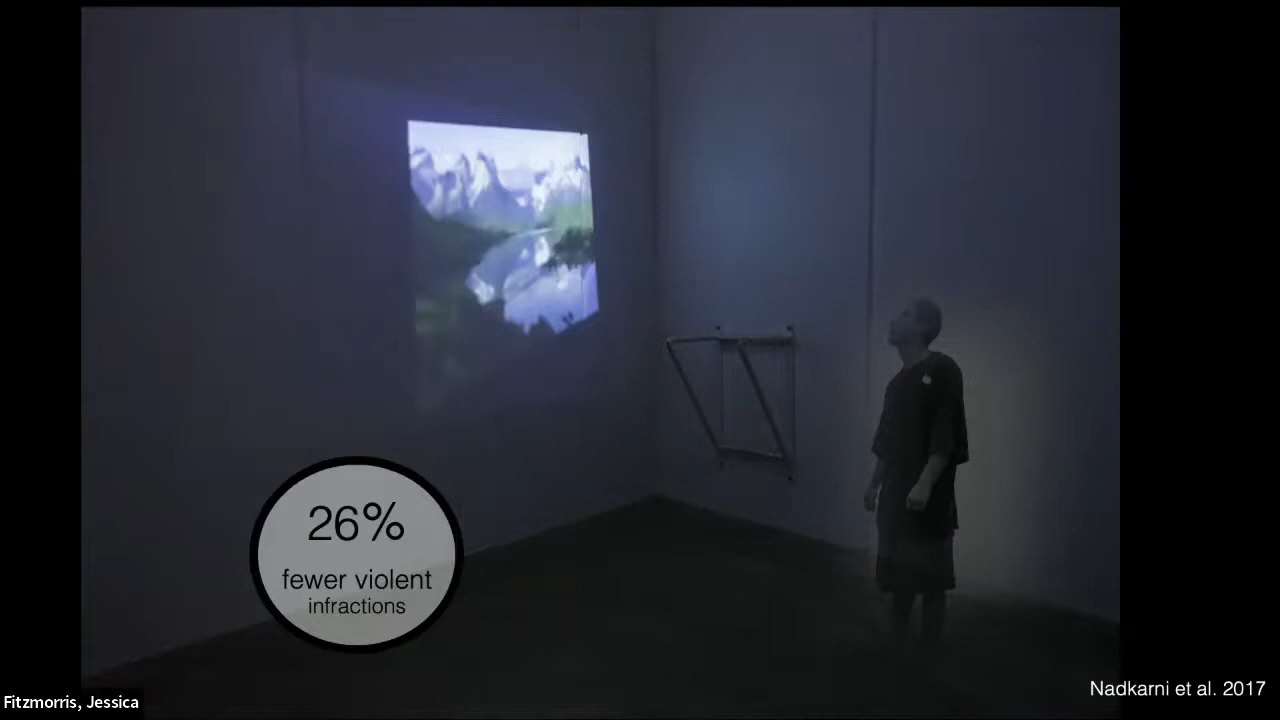 26%
fewer violent
infractions
Nadkarni et al. 2017
Fitzmorris, Jessica